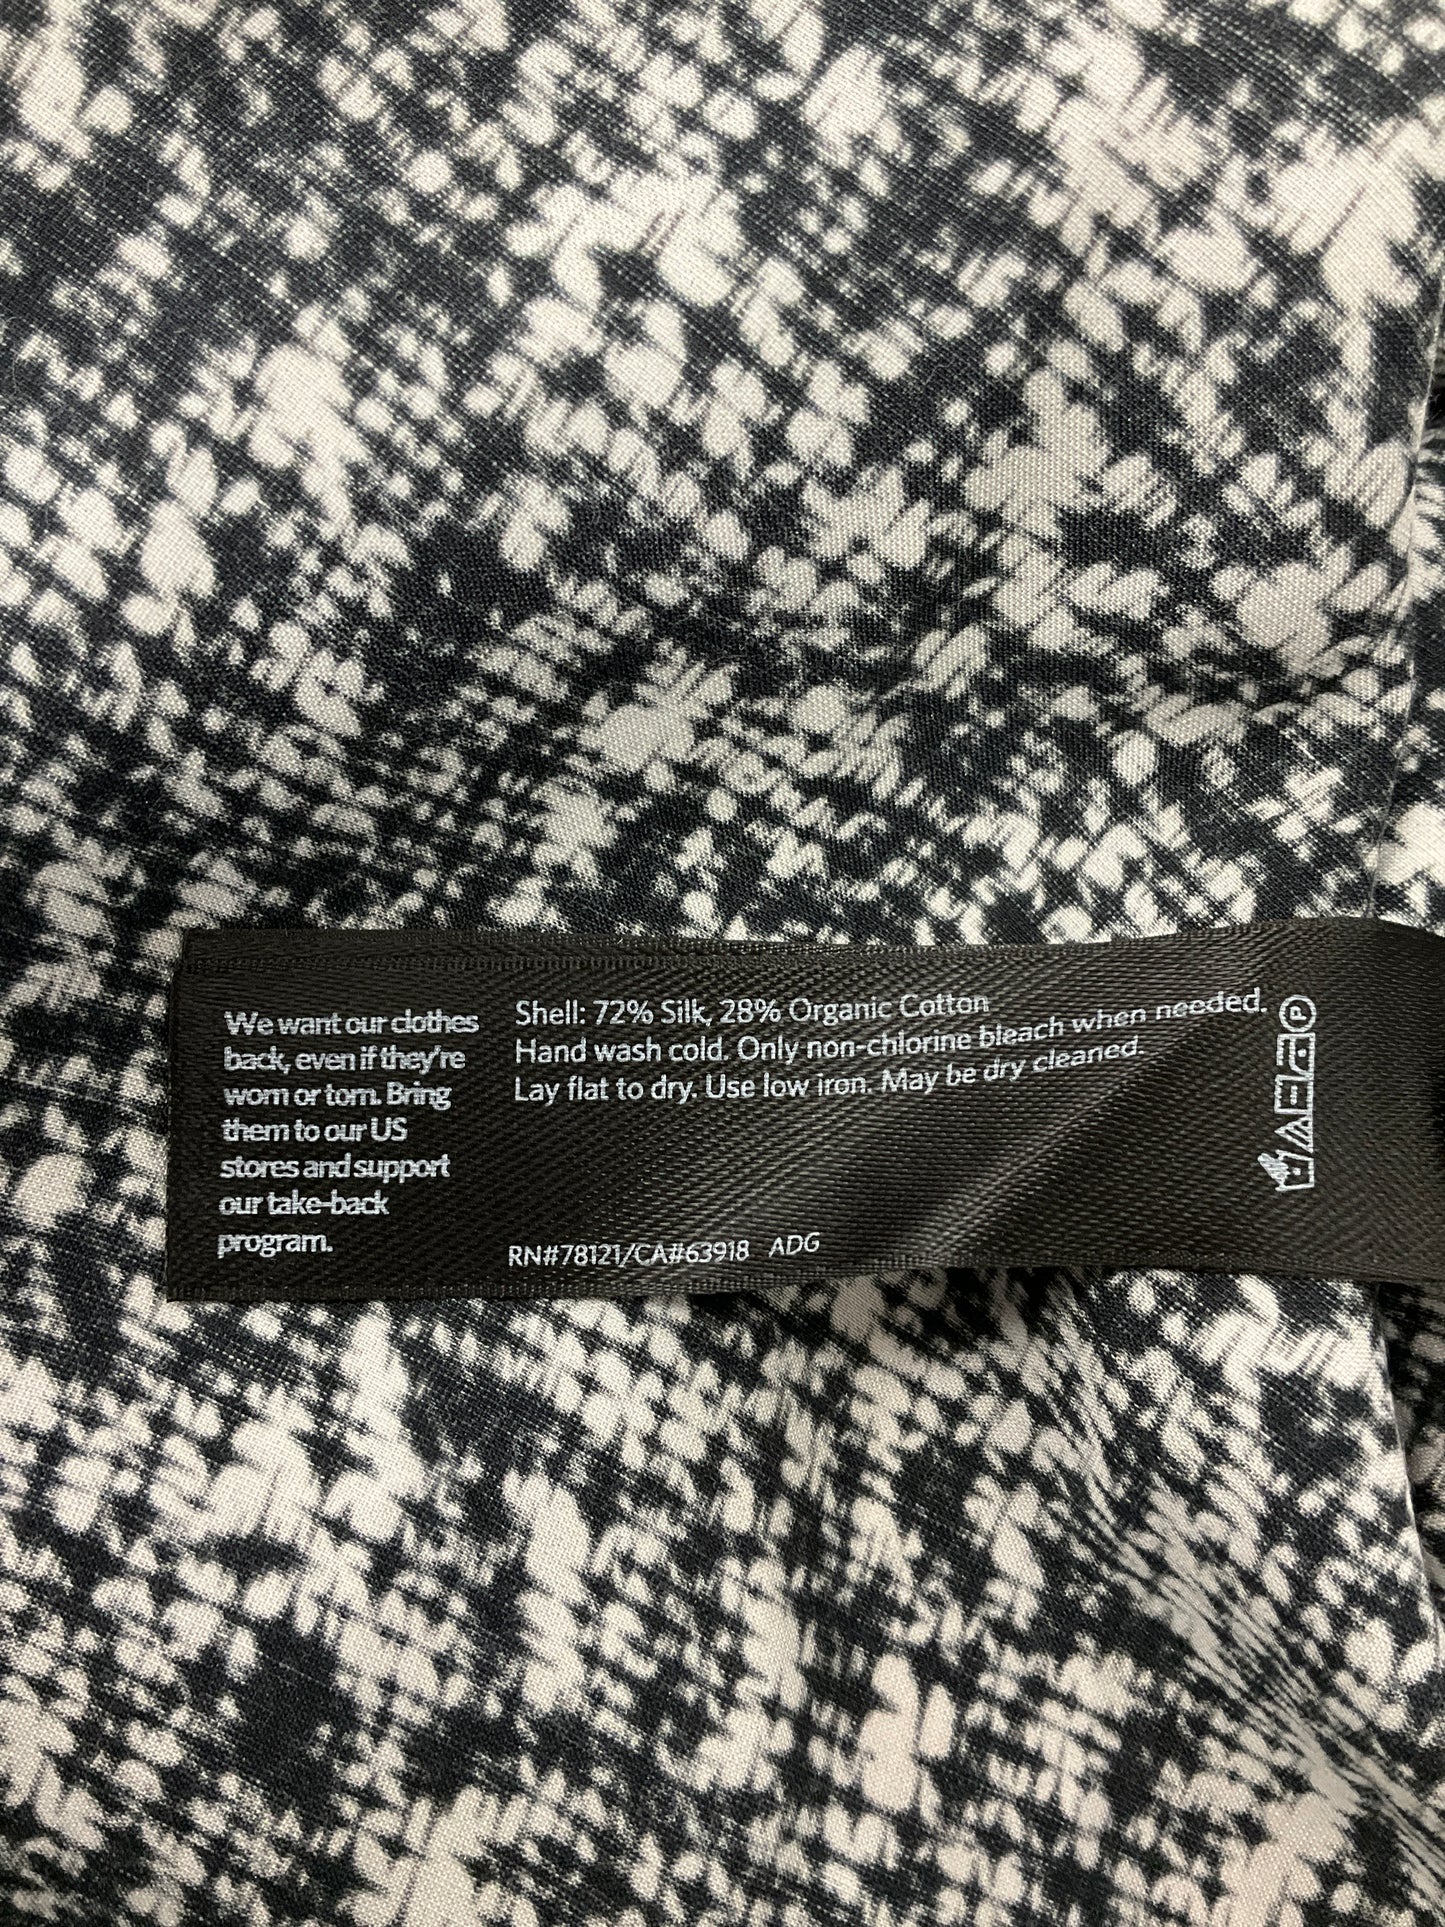 We want our clothes
back, even if they're
worn or torn. Bring
them to our US
stores and support
our take-back
program.
Shell: 72% Silk, 28% Organic Cotton
Hand wash cold. Only non-chlorine bleach when needed.
Lay flat to dry. Use low iron. May be dry cleaned.
RN#78121/CA#63918 ADG
P